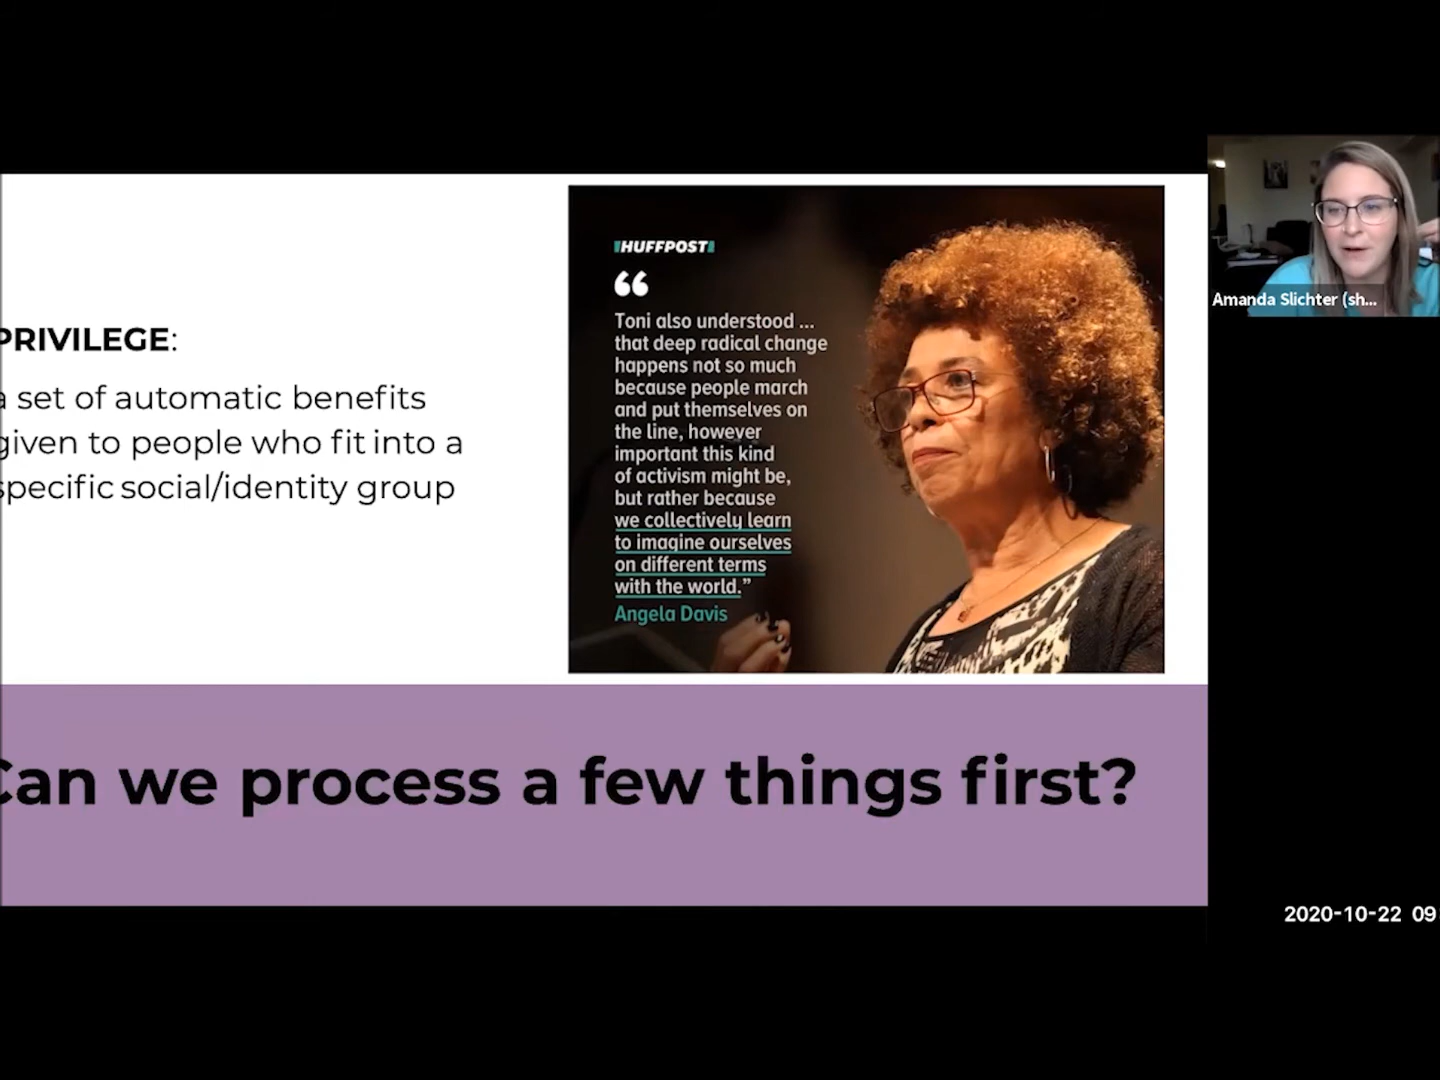 PRIVILEGE:
a set of automatic benefits
given to people who fit into a
specific social/identity group
HUFFPOST
“
Toni also understood ...
that deep radical change
happens not so much
because people march
and put themselves on
the line, however
important this kind
of activism might be,
but rather because
we collectively learn
to imagine ourselves
on different terms
with the world.”
Angela Davis
Can we process a few things first?
Amanda Slichter (sh...
2020-10-22 09